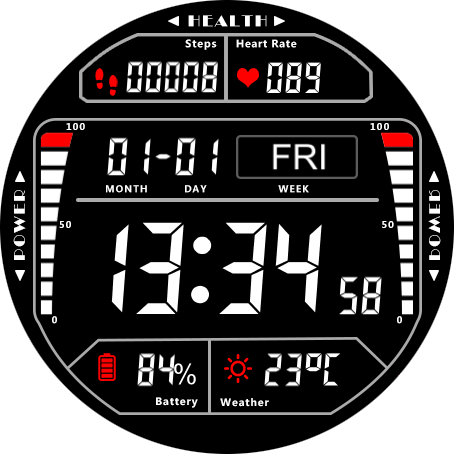 HEALTH
Steps
Heart Rate
00008
089
100
100
01-01
FRI
MONTH
DAY
WEEK
POWER
POWER
50
50
13:34
58
0
0
84%
23°C
Battery
Weather